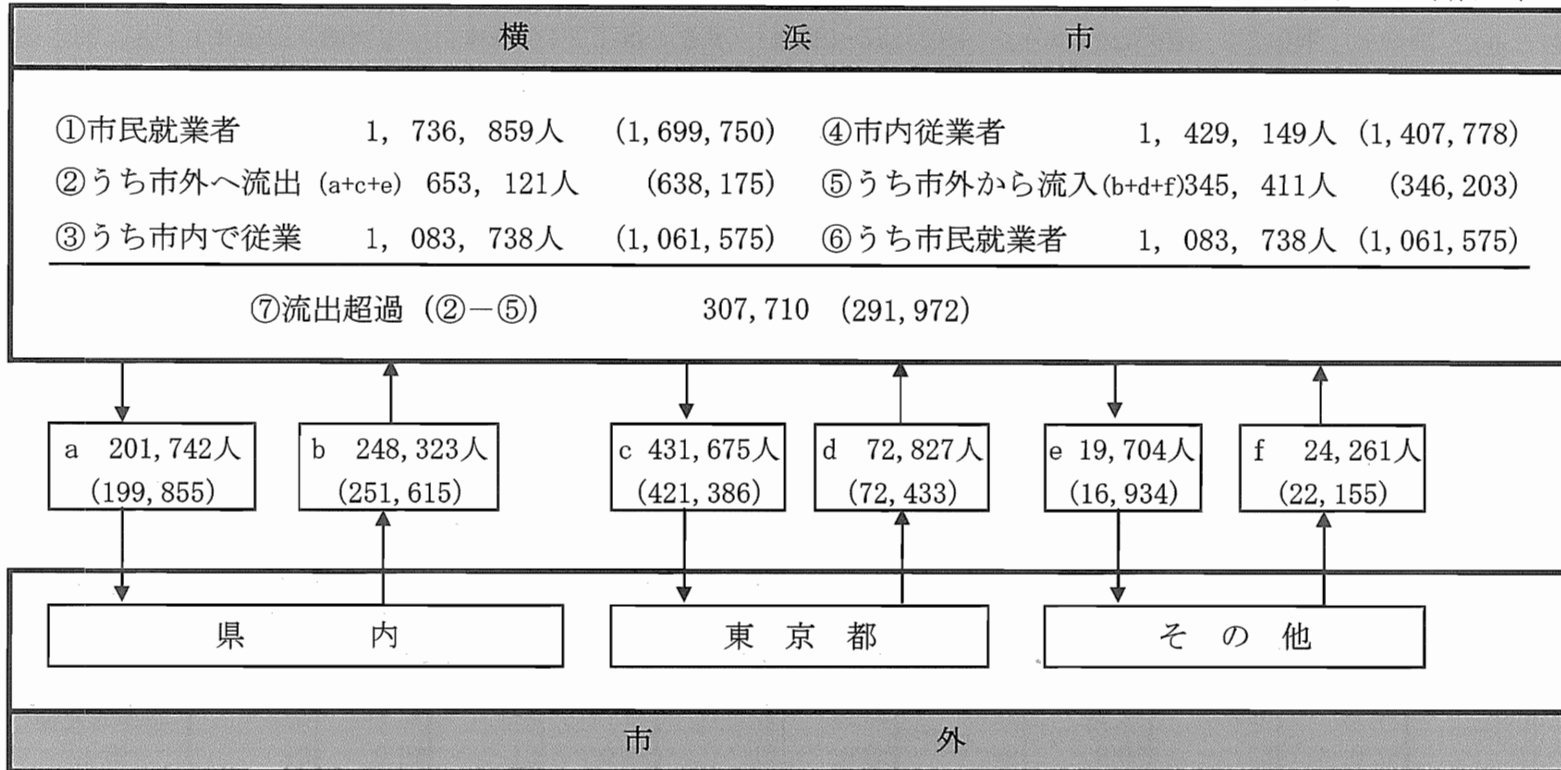 横浜市
①市民就業者 1, 736, 859人 (1,699,750) ④市内従業者 1, 429, 149人 (1,407,778)
②うち市外へ流出 (a+c+e) 653, 121人 (638,175) ⑤うち市外から流入(b+d+f)345, 411人 (346,203)
③うち市内で従業 1, 083, 738人 (1,061,575) ⑥うち市民就業者 1, 083, 738人 (1,061,575)
⑦流出超過 (②－⑤) 307,710 (291,972)
a 201,742人
(199,855)
b 248,323人
(251,615)
c 431,675人
(421,386)
d 72,827人
(72,433)
e 19,704人
(16,934)
f 24,261人
(22,155)
県内
東京都
その他
市外